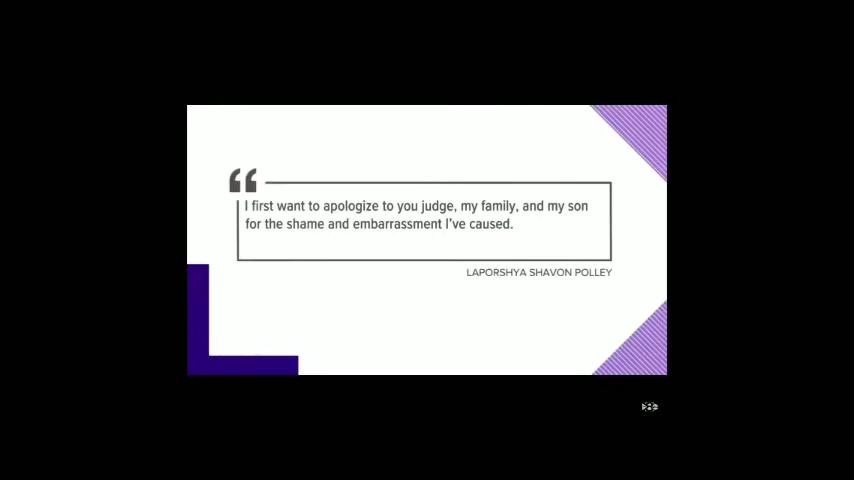 “
I first want to apologize to you judge, my family, and my son
for the shame and embarrassment I've caused.
LAPORSHYA SHAVON POLLEY